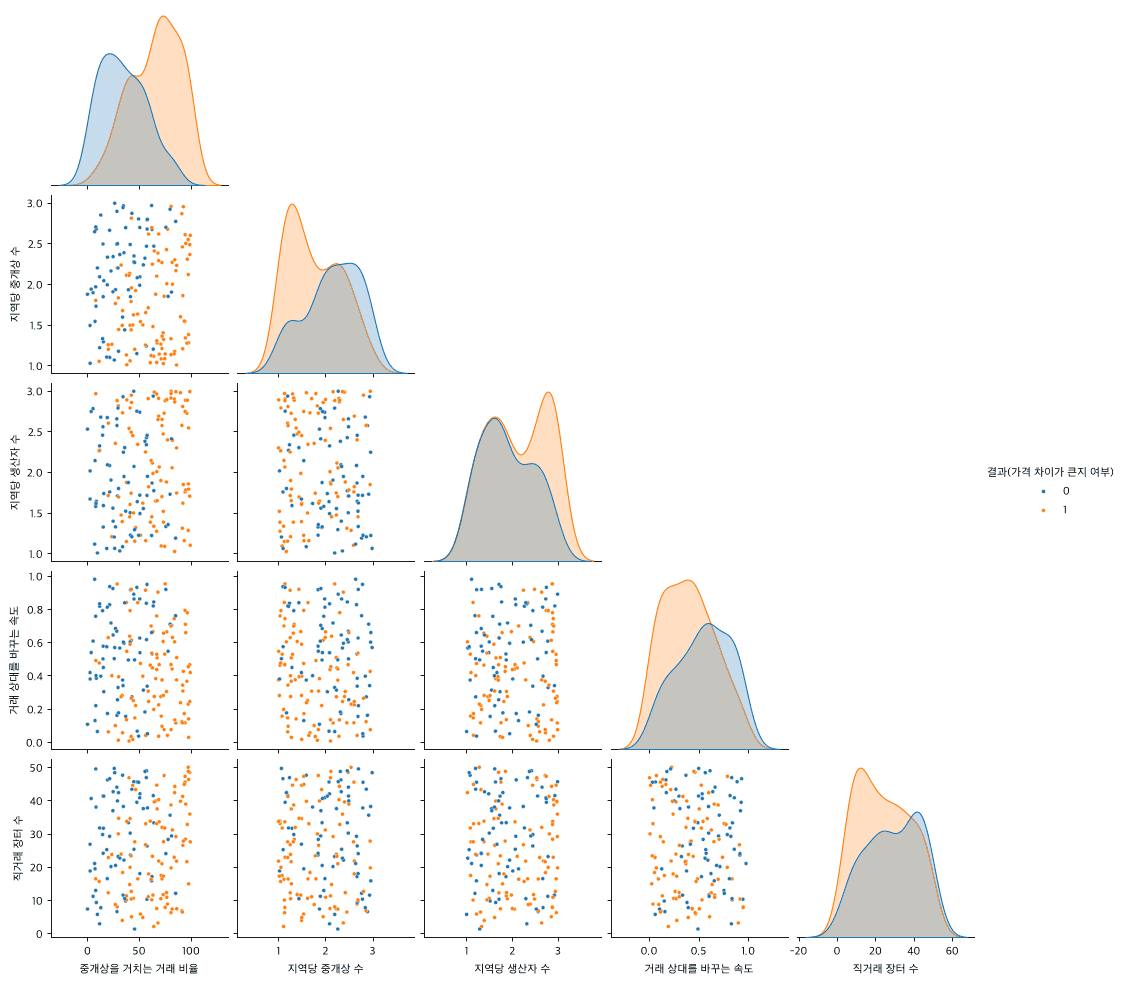 3.0
2.5
2.0
1.5
1.0
지역당 중개상 수
3.0
2.5
2.0
1.5
1.0
지역당 생산자 수
결과(가격 차이가 큰지 여부)
0
1
1.0
0.8
0.6
0.4
0.2
0.0
거래 상대를 바꾸는 속도
50
40
30
20
10
0
직거래 장터 수
0 50 100
1 2 3
1 2 3
0.0 0.5 1.0
-20 0 20 40 60
중개상을 거치는 거래 비율
지역당 중개상 수
지역당 생산자 수
거래 상대를 바꾸는 속도
직거래 장터 수